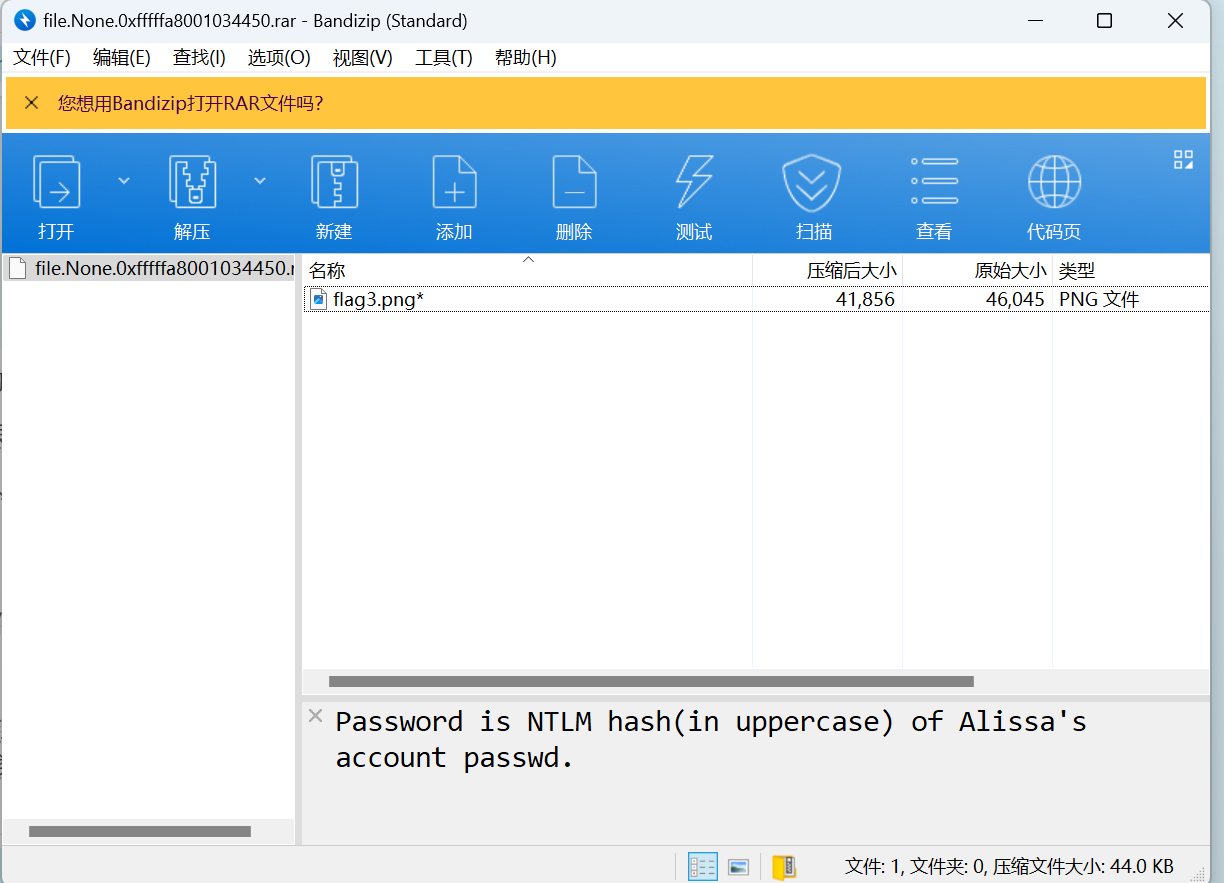 file.None.0xfffffa8001034450.rar - Bandizip (Standard)
文件(F) 编辑(E) 查找(I) 选项(O) 视图(V) 工具(T) 帮助(H)
您想用Bandizip打开RAR文件吗?
打开 解压 新建 添加 删除 测试 扫描 查看 代码页
file.None.0xfffffa8001034450.r
名称 压缩后大小 原始大小 类型
flag3.png* 41,856 46,045 PNG 文件
Password is NTLM hash(in uppercase) of Alissa's
account passwd.
文件: 1, 文件夹: 0, 压缩文件大小: 44.0 KB